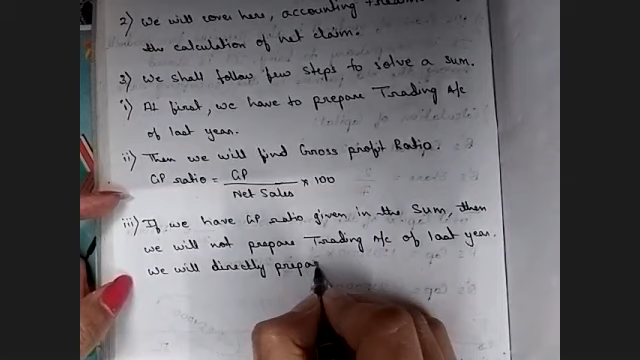 2) We will cover here, accounting
the calculation of net claim.
3) We shall follow few steps to solve a sum.
i) At first, we have to prepare Trading A/c
of last year.
ii) Then we will find Gross profit Ratio.
GP ratio = GP / Net Sales × 100
iii) If we have GP ratio given in the Sum, then
we will not prepare Trading A/c of last year.
We will directly prepa